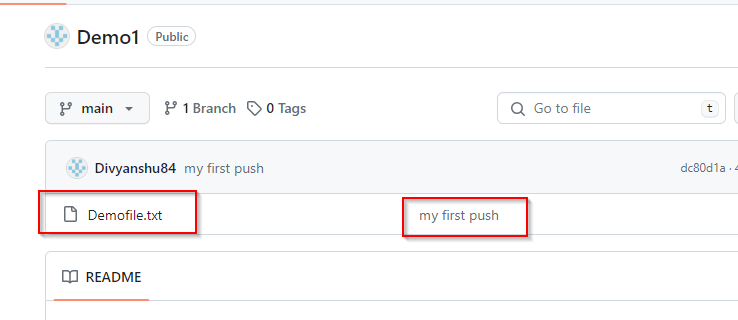 Demo1 Public
main 1 Branch 0 Tags Go to file t
Divyanshu84 my first push dc80d1a ·
Demofile.txt my first push
README